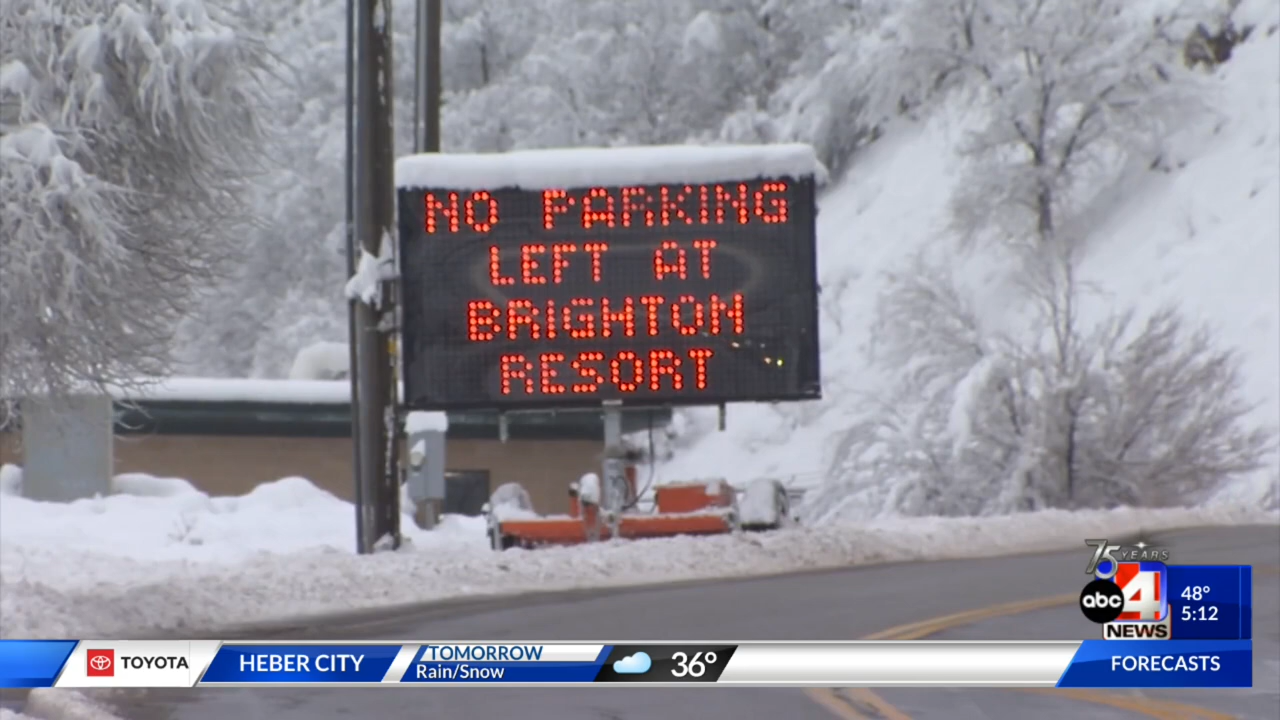 NO PARKING
LEFT AT
BRIGHTON
RESORT
75 YEARS
abc 4
NEWS
48°
5:12
TOYOTA
HEBER CITY
TOMORROW
Rain/Snow
36°
FORECASTS